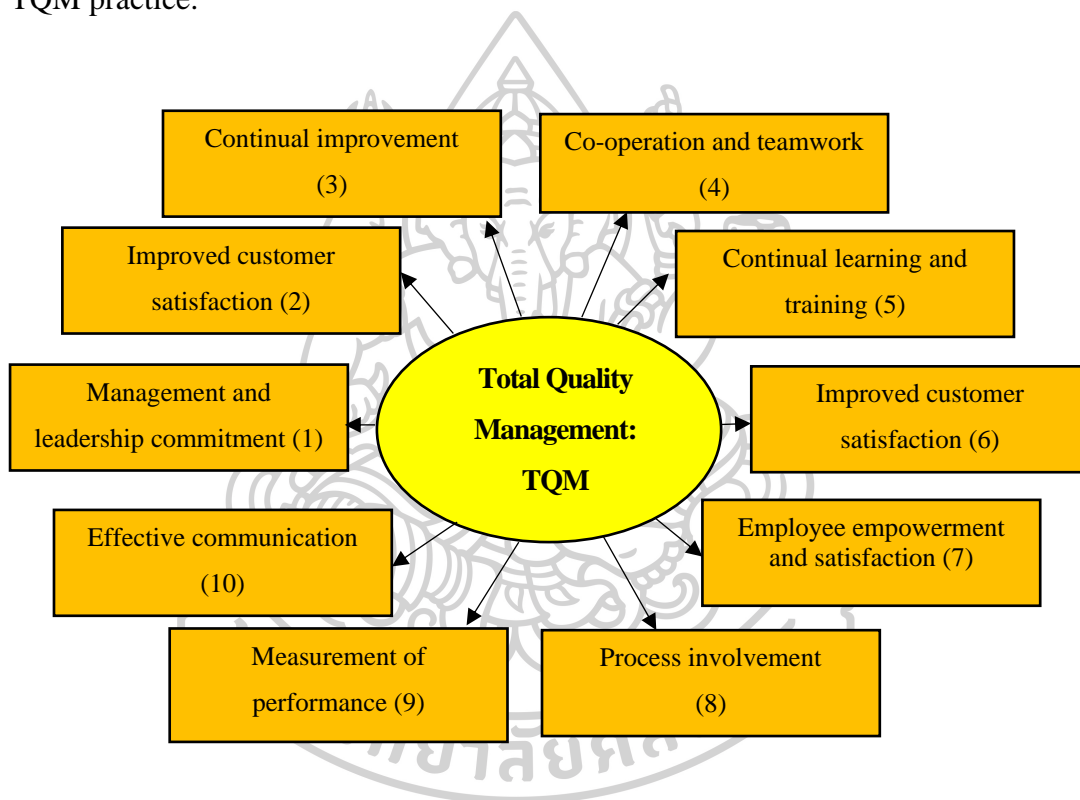 TQM practice.
Continual improvement
(3)
Co-operation and teamwork
(4)
Improved customer
satisfaction (2)
Continual learning and
training (5)
Management and
leadership commitment (1)
Total Quality
Management:
TQM
Improved customer
satisfaction (6)
Effective communication
(10)
Employee empowerment
and satisfaction (7)
Measurement of
performance (9)
Process involvement
(8)